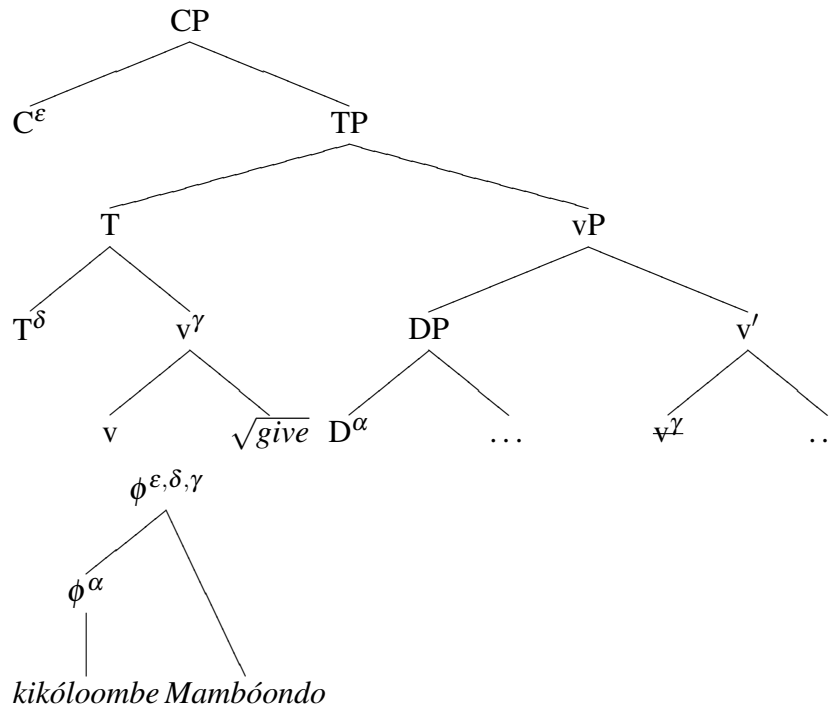 CP
C^ε TP
T vP
T^δ v^γ DP v′
v √give D^α … v^γ ..
ϕ^ε,δ,γ
ϕ^α
kikóloombe Mambóondo